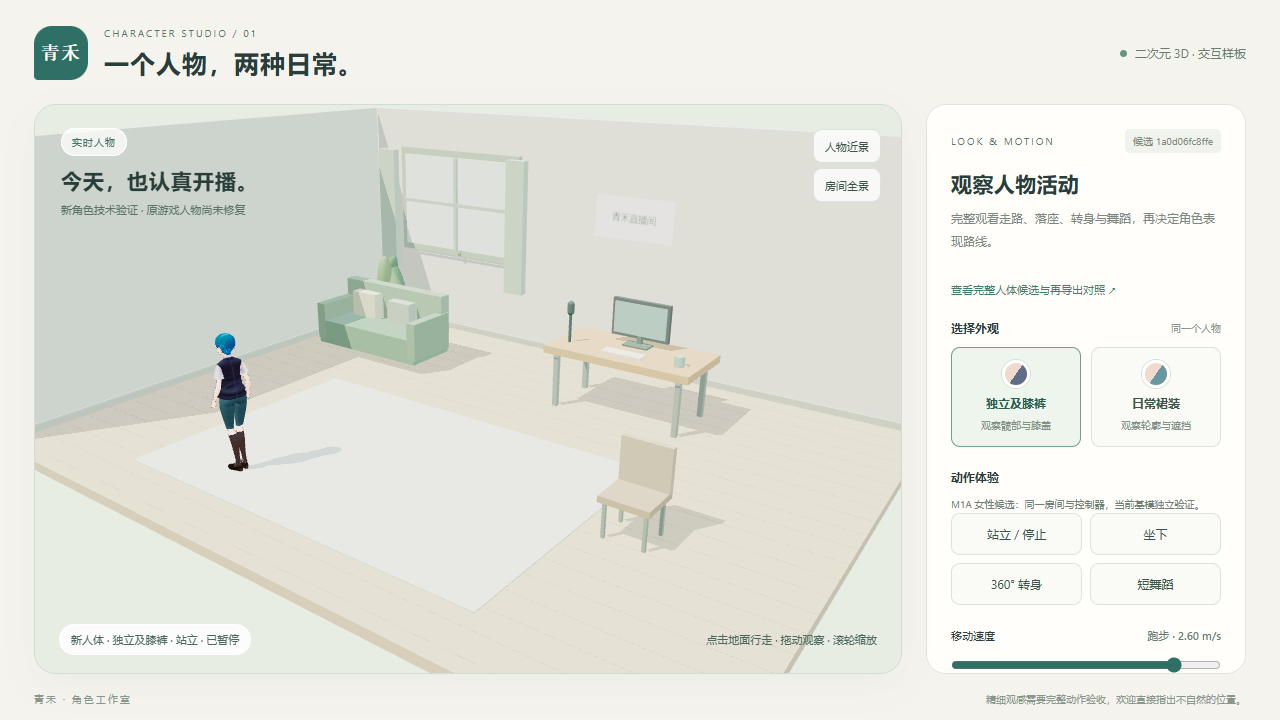 青禾
CHARACTER STUDIO / 01
一个人物，两种日常。
二次元 3D · 交互样板
实时人物
今天，也认真开播。
新角色技术验证 · 原游戏人物尚未修复
人物近景
房间全景
青禾直播间
新人体 · 独立及膝裤 · 站立 · 已暂停
点击地面行走 · 拖动观察 · 滚轮缩放
LOOK & MOTION
候选 1a0d06fc8ffe
观察人物活动
完整观看走路、落座、转身与舞蹈，再决定角色表
现路线。
查看完整人体候选与再导出对照 ↗
选择外观
同一个人物
独立及膝裤
观察髋部与膝盖
日常裙装
观察轮廓与遮挡
动作体验
M1A 女性候选：同一房间与控制器，当前基模独立验证。
站立 / 停止
坐下
360° 转身
短舞蹈
移动速度
跑步 · 2.60 m/s
青禾 · 角色工作室
精细观感需要完整动作验收，欢迎直接指出不自然的位置。